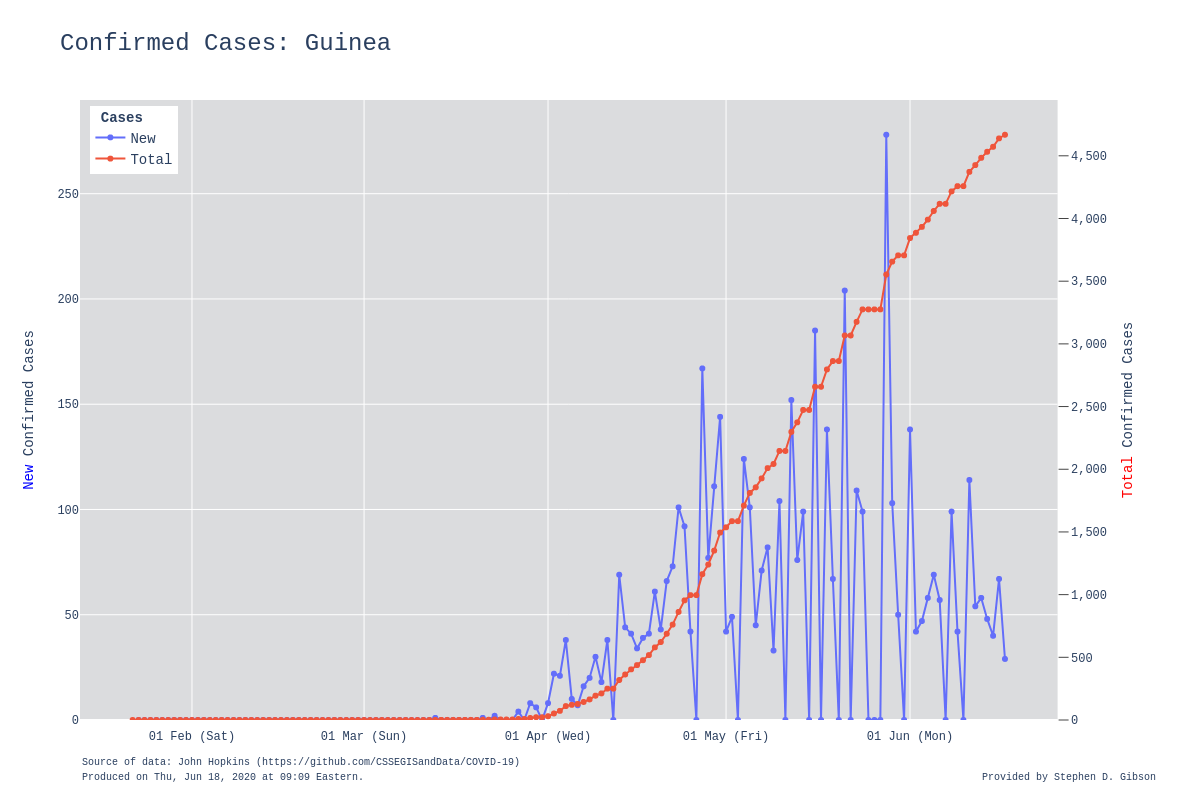 Confirmed Cases: Guinea
Cases
New
Total
250
200
150
100
50
0
4,500
4,000
3,500
3,000
2,500
2,000
1,500
1,000
500
0
New Confirmed Cases
Total Confirmed Cases
01 Feb (Sat)
01 Mar (Sun)
01 Apr (Wed)
01 May (Fri)
01 Jun (Mon)
Source of data: John Hopkins (https://github.com/CSSEGISandData/COVID-19)
Produced on Thu, Jun 18, 2020 at 09:09 Eastern.
Provided by Stephen D. Gibson